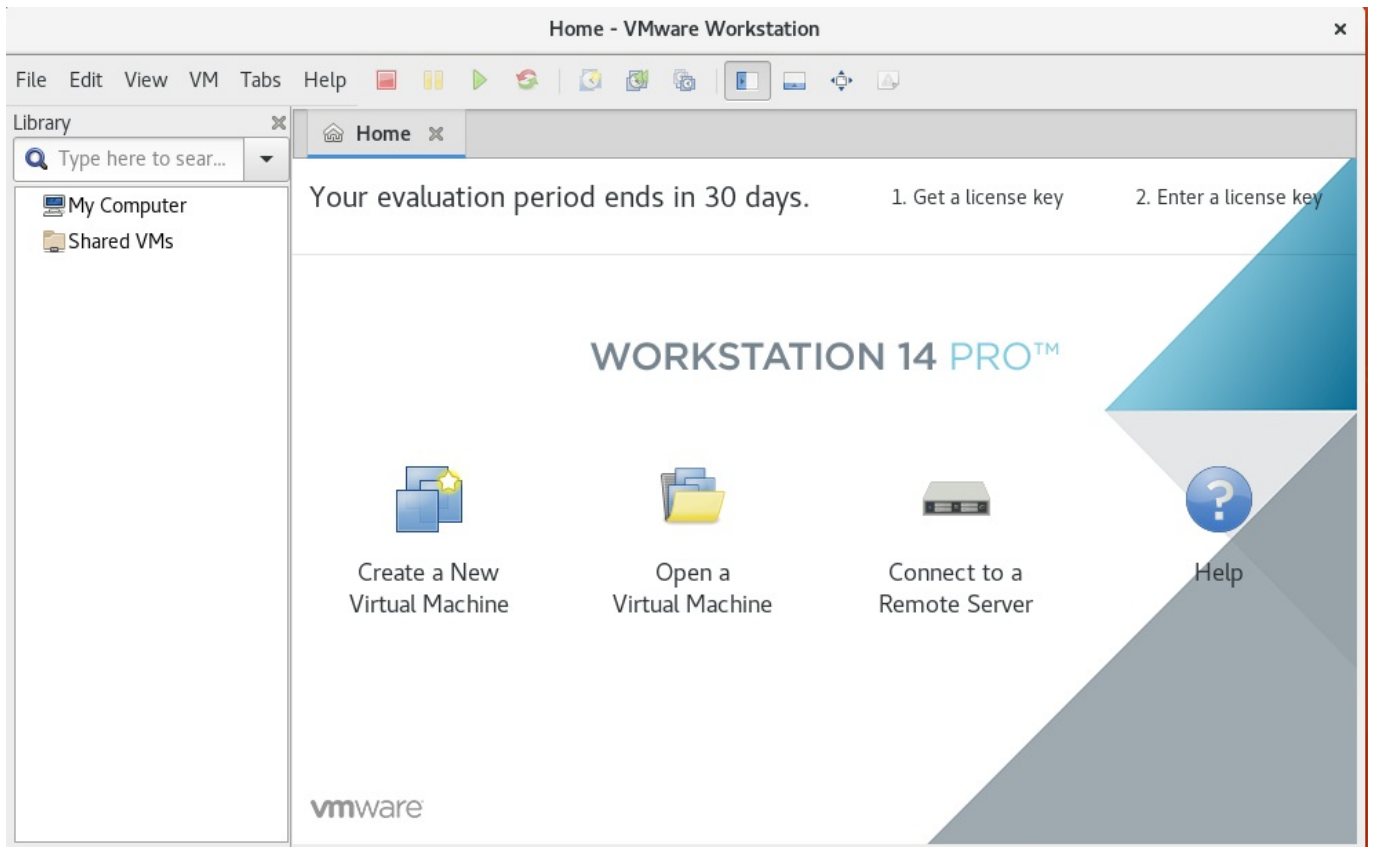 Home - VMware Workstation
File Edit View VM Tabs Help
Library
Home
Type here to sear...
My Computer
Shared VMs
Your evaluation period ends in 30 days.
1. Get a license key
2. Enter a license key
WORKSTATION 14 PRO™
Create a New
Virtual Machine
Open a
Virtual Machine
Connect to a
Remote Server
Help
vmware